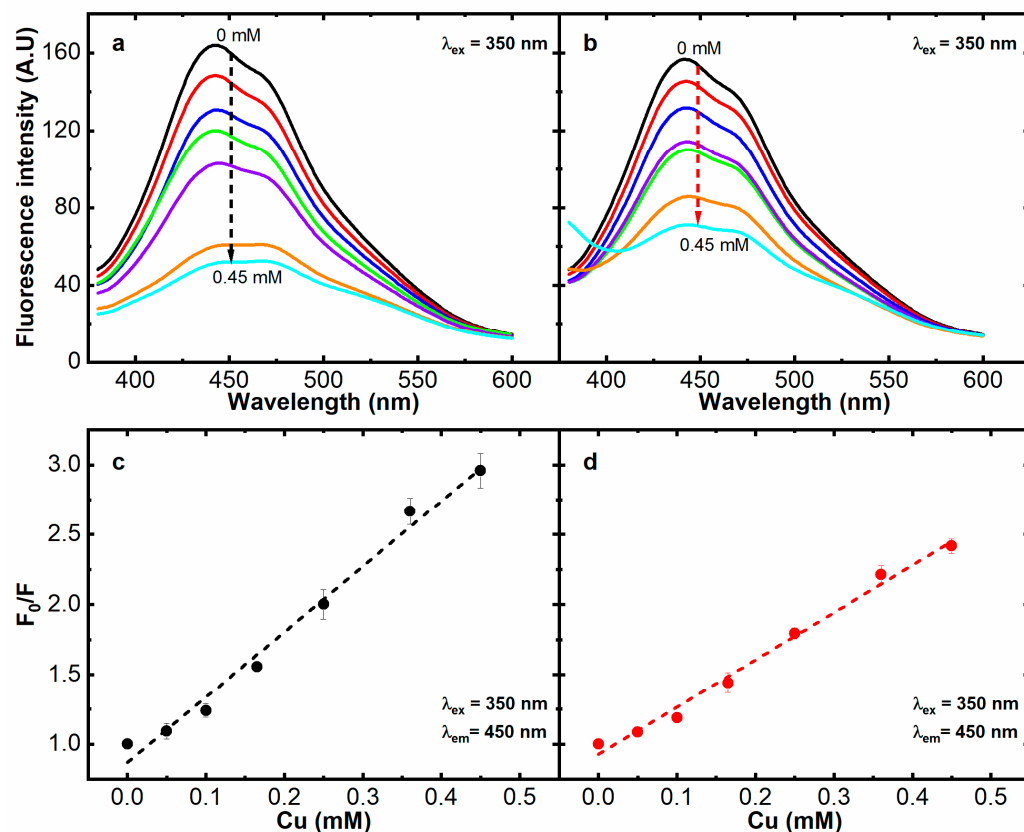 a
0 mM
λex = 350 nm
0.45 mM
b
0 mM
λex = 350 nm
0.45 mM
Fluorescence intensity (A.U)
160
120
80
40
0
400 450 500 550 600
400 450 500 550 600
Wavelength (nm)
Wavelength (nm)
c
λex = 350 nm
λem= 450 nm
d
λex = 350 nm
λem= 450 nm
F0/F
3.0
2.5
2.0
1.5
1.0
0.0 0.1 0.2 0.3 0.4 0.5
0.0 0.1 0.2 0.3 0.4 0.5
Cu (mM)
Cu (mM)